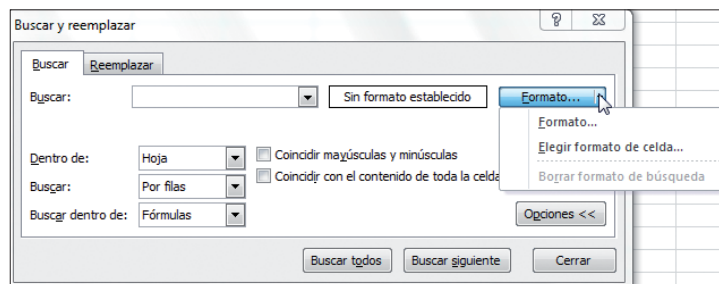 Buscar y reemplazar
Buscar Reemplazar
Buscar: Sin formato establecido Formato...
Formato...
Elegir formato de celda...
Borrar formato de búsqueda
Dentro de: Hoja Coincidir mayúsculas y minúsculas
Buscar: Por filas Coincidir con el contenido de toda la celda
Buscar dentro de: Fórmulas Opciones <<
Buscar todos Buscar siguiente Cerrar